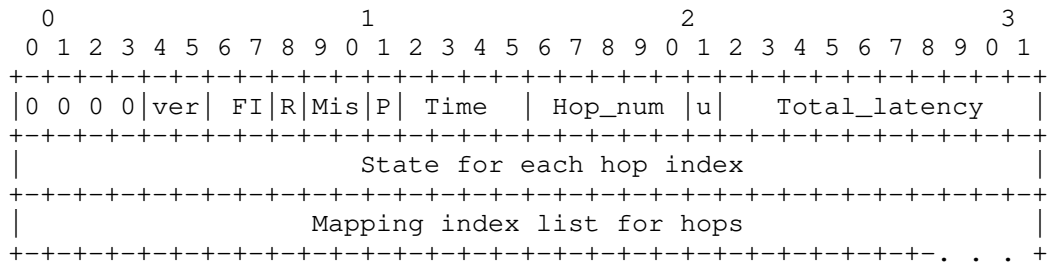 0                   1                   2                   3
 0 1 2 3 4 5 6 7 8 9 0 1 2 3 4 5 6 7 8 9 0 1 2 3 4 5 6 7 8 9 0 1
+-+-+-+-+-+-+-+-+-+-+-+-+-+-+-+-+-+-+-+-+-+-+-+-+-+-+-+-+-+-+-+-+
|0 0 0 0|ver| FI|R|Mis|P| Time  | Hop_num |u|   Total_latency   |
+-+-+-+-+-+-+-+-+-+-+-+-+-+-+-+-+-+-+-+-+-+-+-+-+-+-+-+-+-+-+-+-+
|                     State for each hop index                  |
+-+-+-+-+-+-+-+-+-+-+-+-+-+-+-+-+-+-+-+-+-+-+-+-+-+-+-+-+-+-+-+-+
|                  Mapping index list for hops                  |
+-+-+-+-+-+-+-+-+-+-+-+-+-+-+-+-+-+-+-+-+-+-+-+-+-+-+-+-+-. . . +